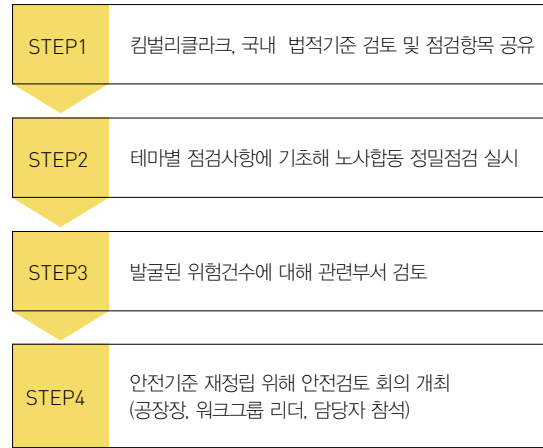 STEP1
킴벌리클라크, 국내 법적기준 검토 및 점검항목 공유
STEP2
테마별 점검사항에 기초해 노사합동 정밀점검 실시
STEP3
발굴된 위험건수에 대해 관련부서 검토
STEP4
안전기준 재정립 위해 안전검토 회의 개최
(공장장, 워크그룹 리더, 담당자 참석)